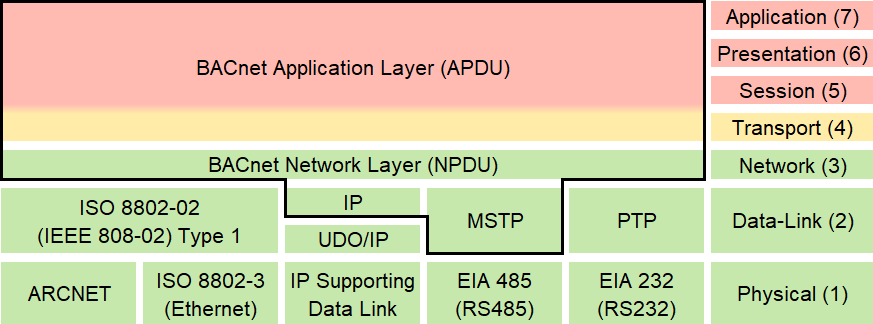 BACnet Application Layer (APDU)
Application (7)
Presentation (6)
Session (5)
Transport (4)
BACnet Network Layer (NPDU)
Network (3)
ISO 8802-02
(IEEE 808-02) Type 1
IP
UDO/IP
MSTP
PTP
Data-Link (2)
ARCNET
ISO 8802-3
(Ethernet)
IP Supporting
Data Link
EIA 485
(RS485)
EIA 232
(RS232)
Physical (1)